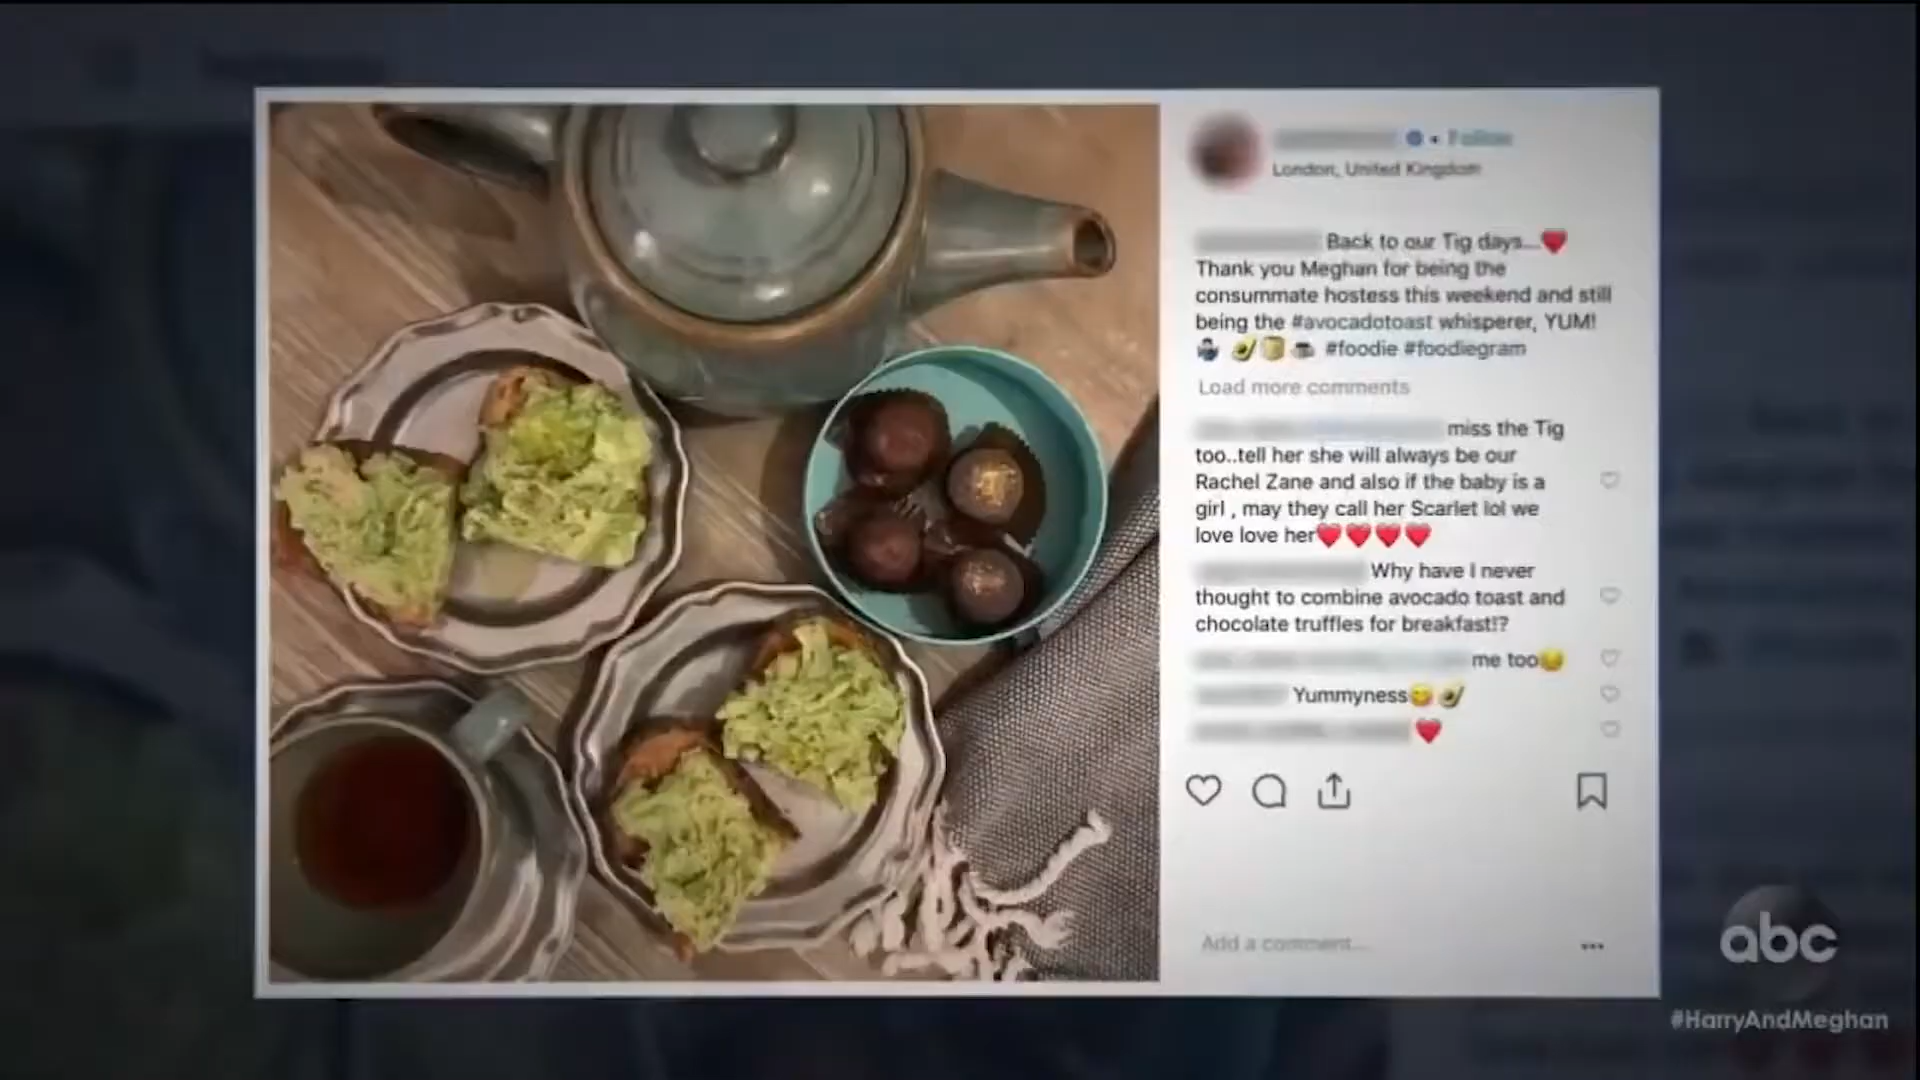 Follow
London, United Kingdom
Back to our Tig days...❤️
Thank you Meghan for being the
consummate hostess this weekend and still
being the #avocadotoast whisperer, YUM!
#foodie #foodiegram
Load more comments
miss the Tig
too..tell her she will always be our
Rachel Zane and also if the baby is a
girl , may they call her Scarlet lol we
love love her❤️❤️❤️❤️
Why have I never
thought to combine avocado toast and
chocolate truffles for breakfast!?
me too
Yummyness
Add a comment...
abc
#HarryAndMeghan